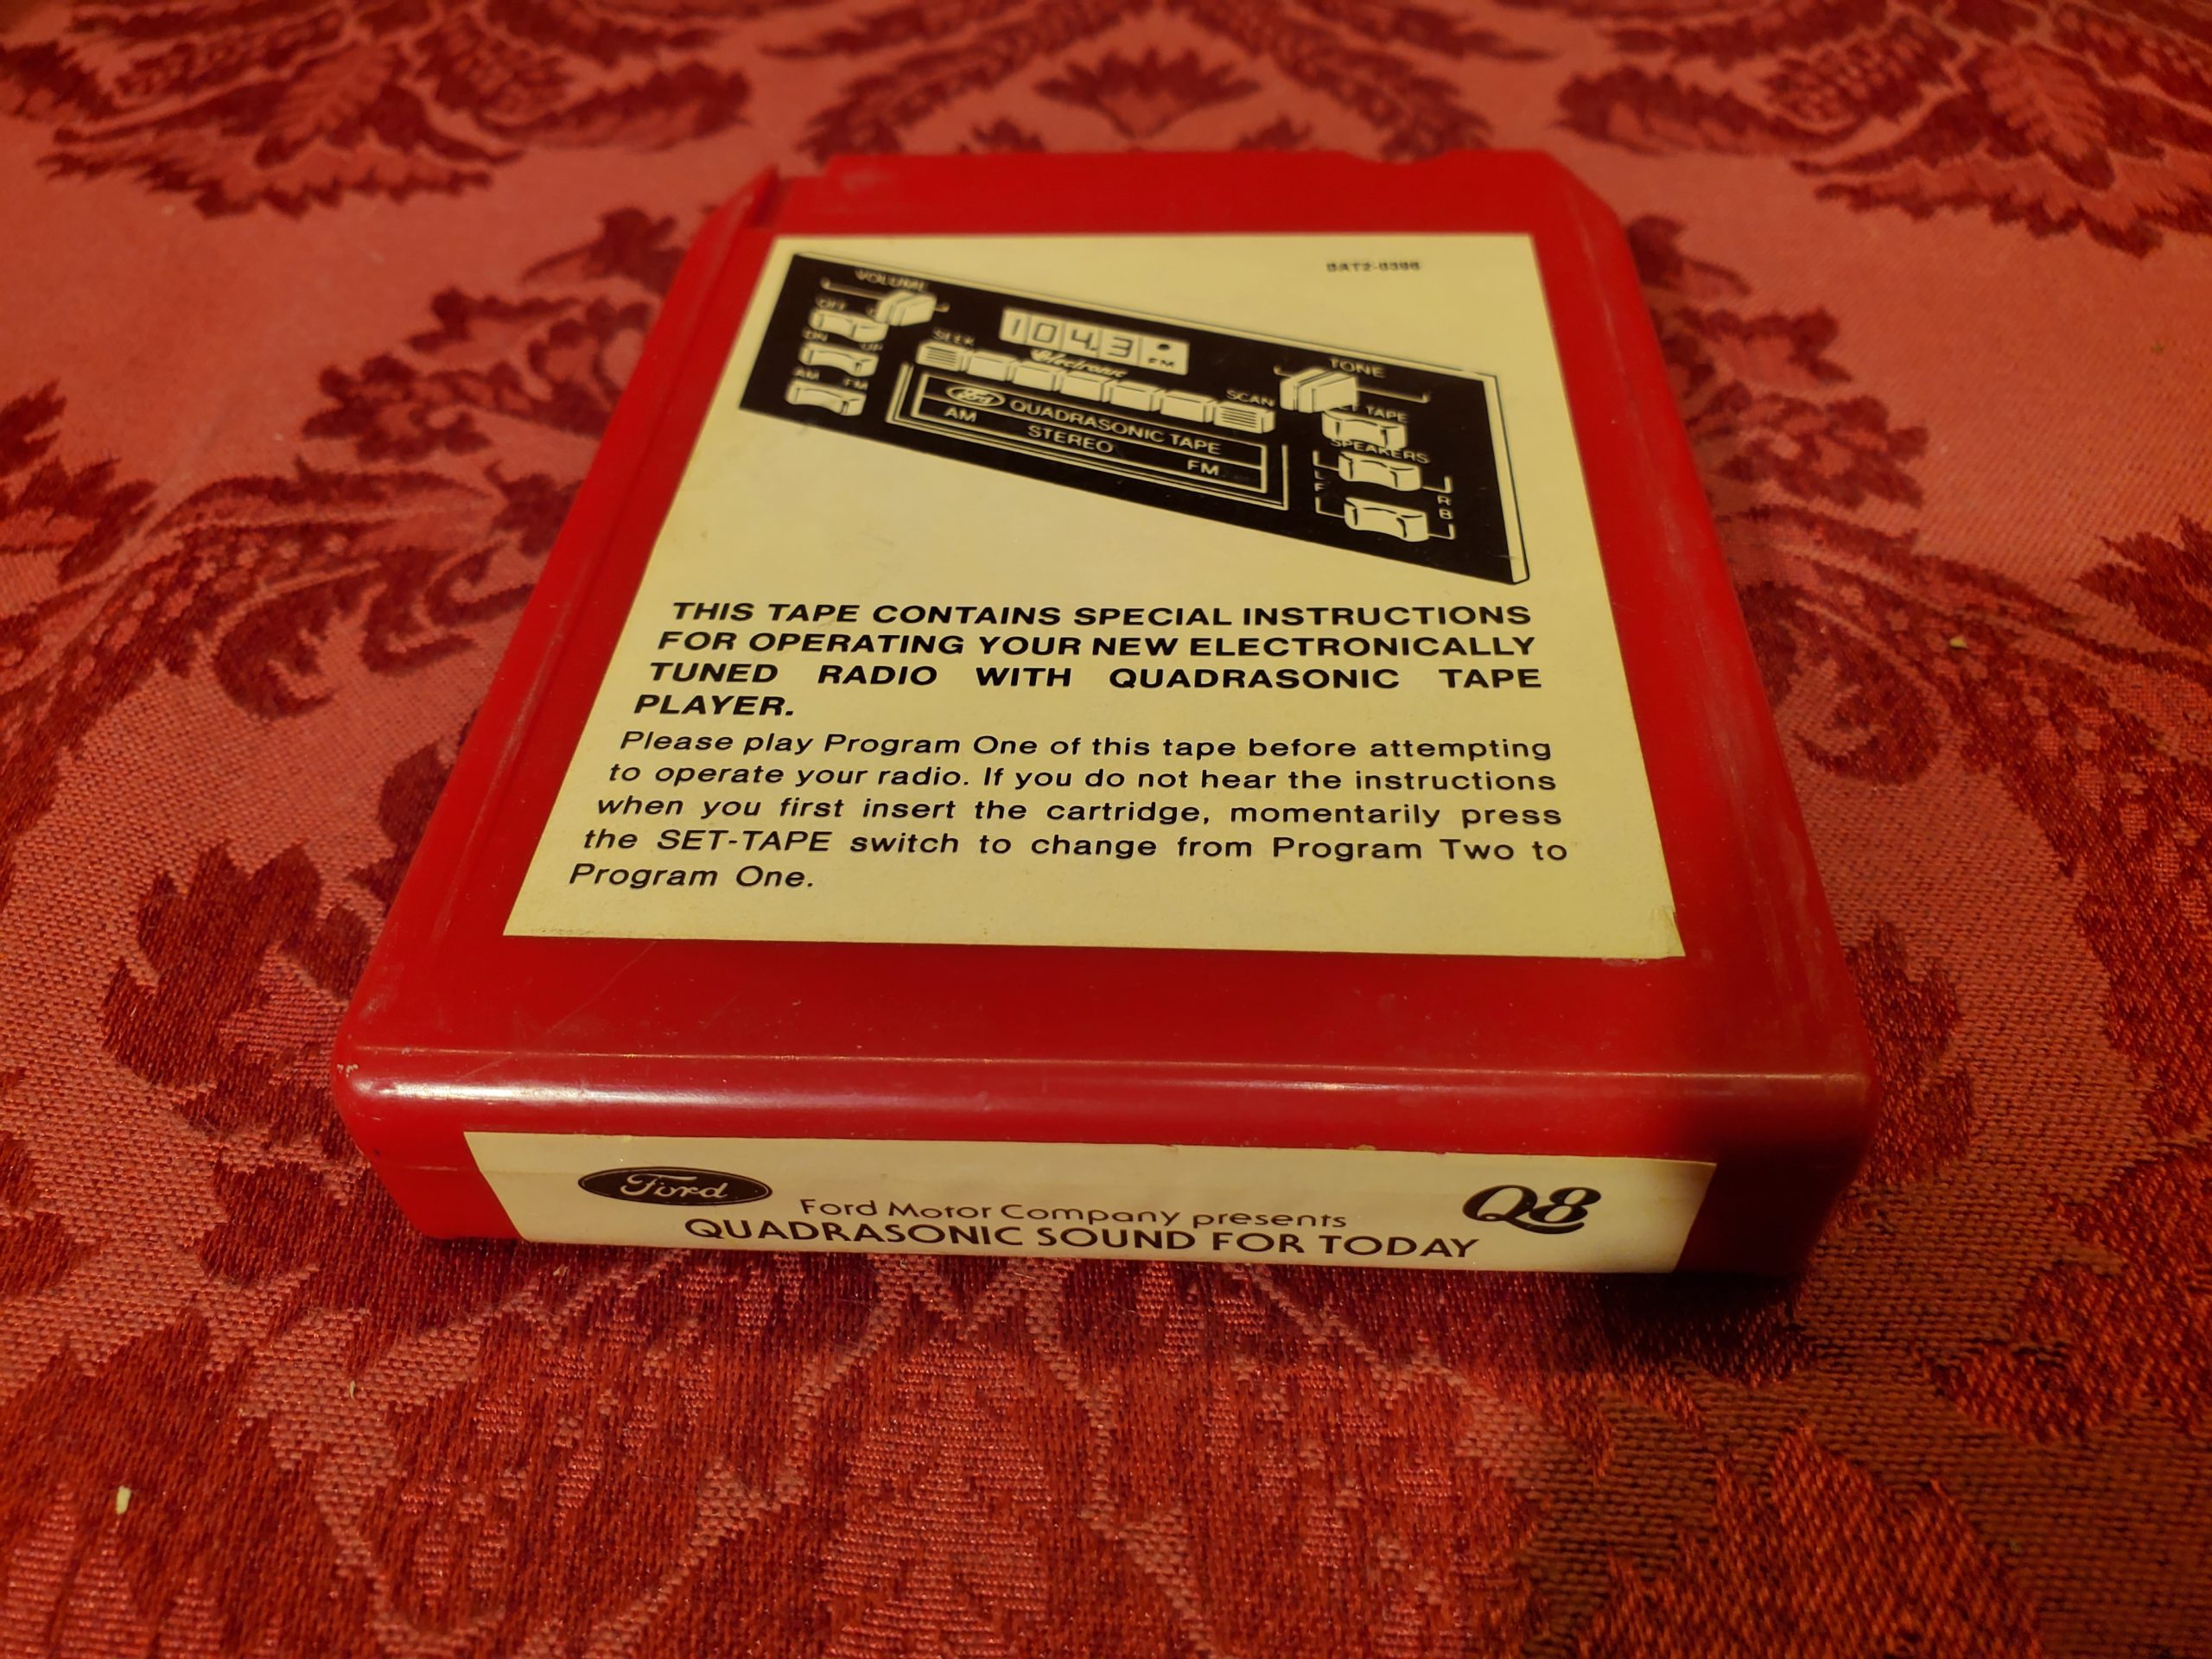 VOLUME
104.3 FM
Electronic
SEEK
ON UP
AM FM
SCAN
TONE
TAPE
SPEAKERS
L R
F B
Ford QUADRASONIC TAPE
AM STEREO FM
THIS TAPE CONTAINS SPECIAL INSTRUCTIONS
FOR OPERATING YOUR NEW ELECTRONICALLY
TUNED RADIO WITH QUADRASONIC TAPE
PLAYER.
Please play Program One of this tape before attempting
to operate your radio. If you do not hear the instructions
when you first insert the cartridge, momentarily press
the SET-TAPE switch to change from Program Two to
Program One.
Ford
Ford Motor Company presents
QUADRASONIC SOUND FOR TODAY
Q8